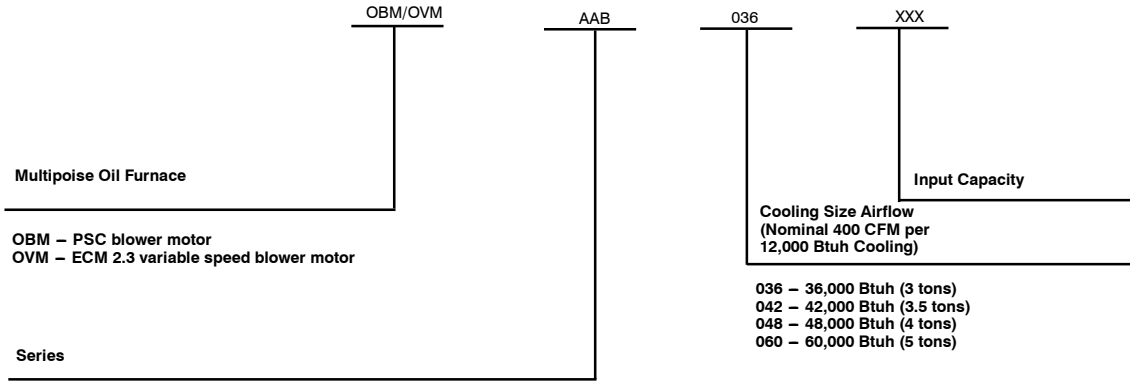 OBM/OVM
AAB
036
XXX
Multipoise Oil Furnace
OBM – PSC blower motor
OVM – ECM 2.3 variable speed blower motor
Series
Input Capacity
Cooling Size Airflow
(Nominal 400 CFM per
12,000 Btuh Cooling)
036 – 36,000 Btuh (3 tons)
042 – 42,000 Btuh (3.5 tons)
048 – 48,000 Btuh (4 tons)
060 – 60,000 Btuh (5 tons)